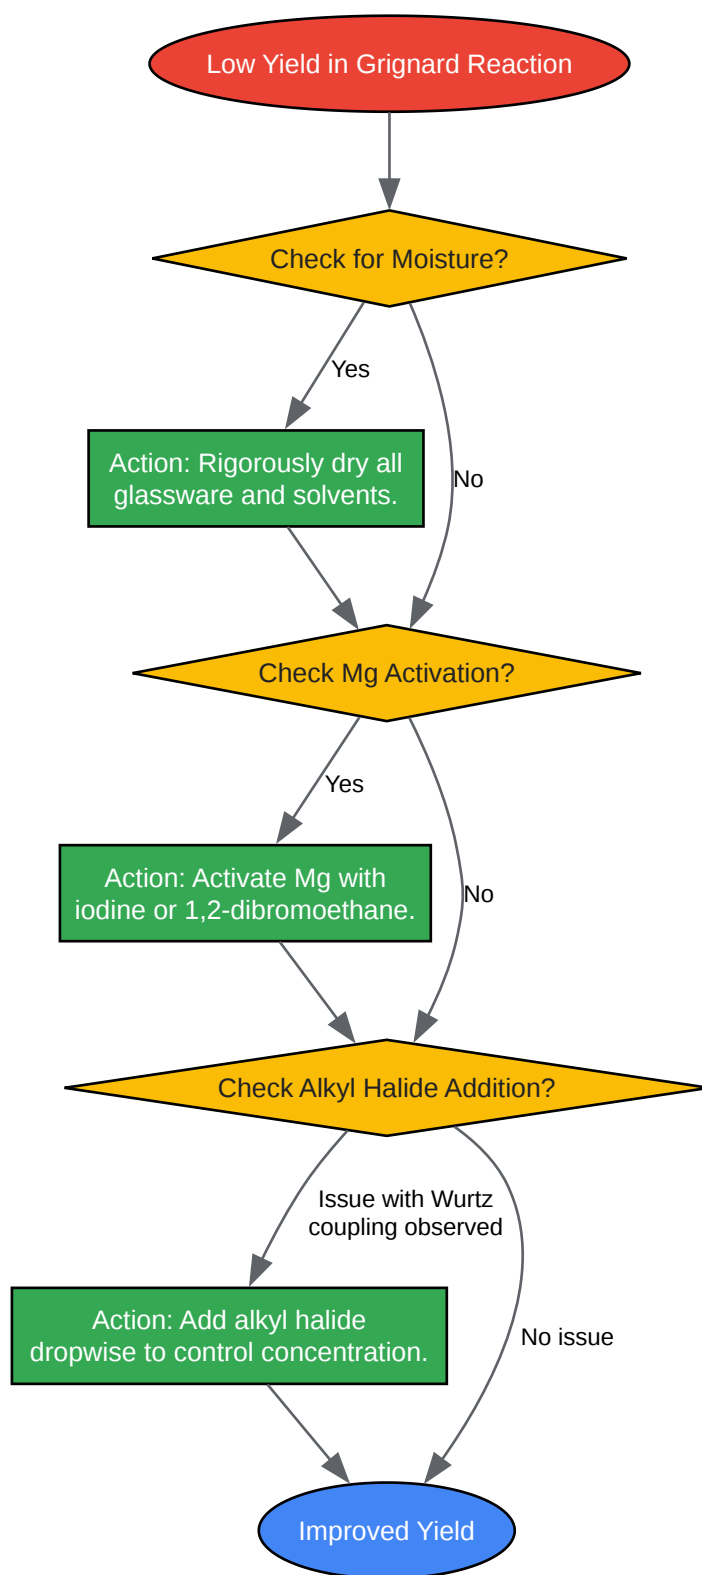 Low Yield in Grignard Reaction
Check for Moisture?
Yes
Action: Rigorously dry all
glassware and solvents.
No
Check Mg Activation?
Yes
Action: Activate Mg with
iodine or 1,2-dibromoethane.
No
Check Alkyl Halide Addition?
Issue with Wurtz
coupling observed
Action: Add alkyl halide
dropwise to control concentration.
No issue
Improved Yield